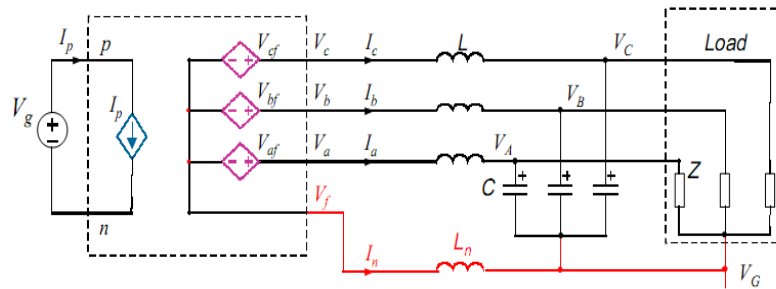 I_p p V_cf V_c I_c L V_C Load
V_g I_p V_bf V_b I_b V_B
V_af V_a I_a V_A Z
C
n V_f I_n L_n V_G